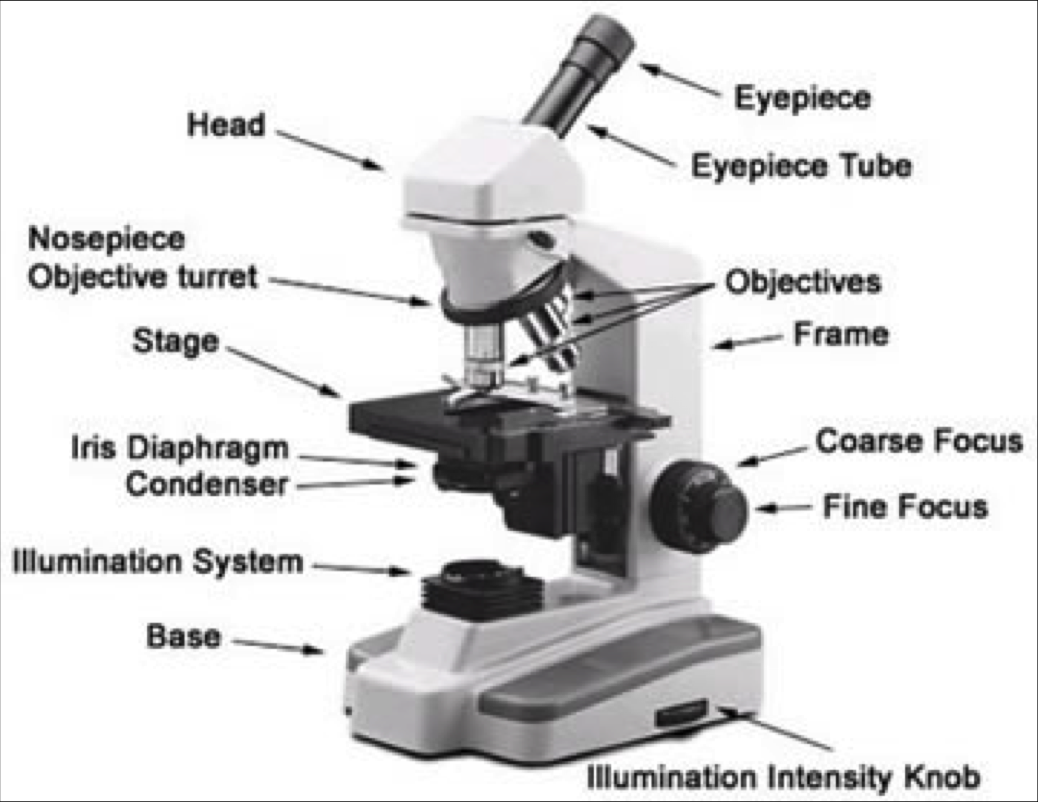 Eyepiece
Head
Eyepiece Tube
Nosepiece
Objective turret
Objectives
Stage
Frame
Iris Diaphragm
Condenser
Coarse Focus
Fine Focus
Illumination System
Base
Illumination Intensity Knob